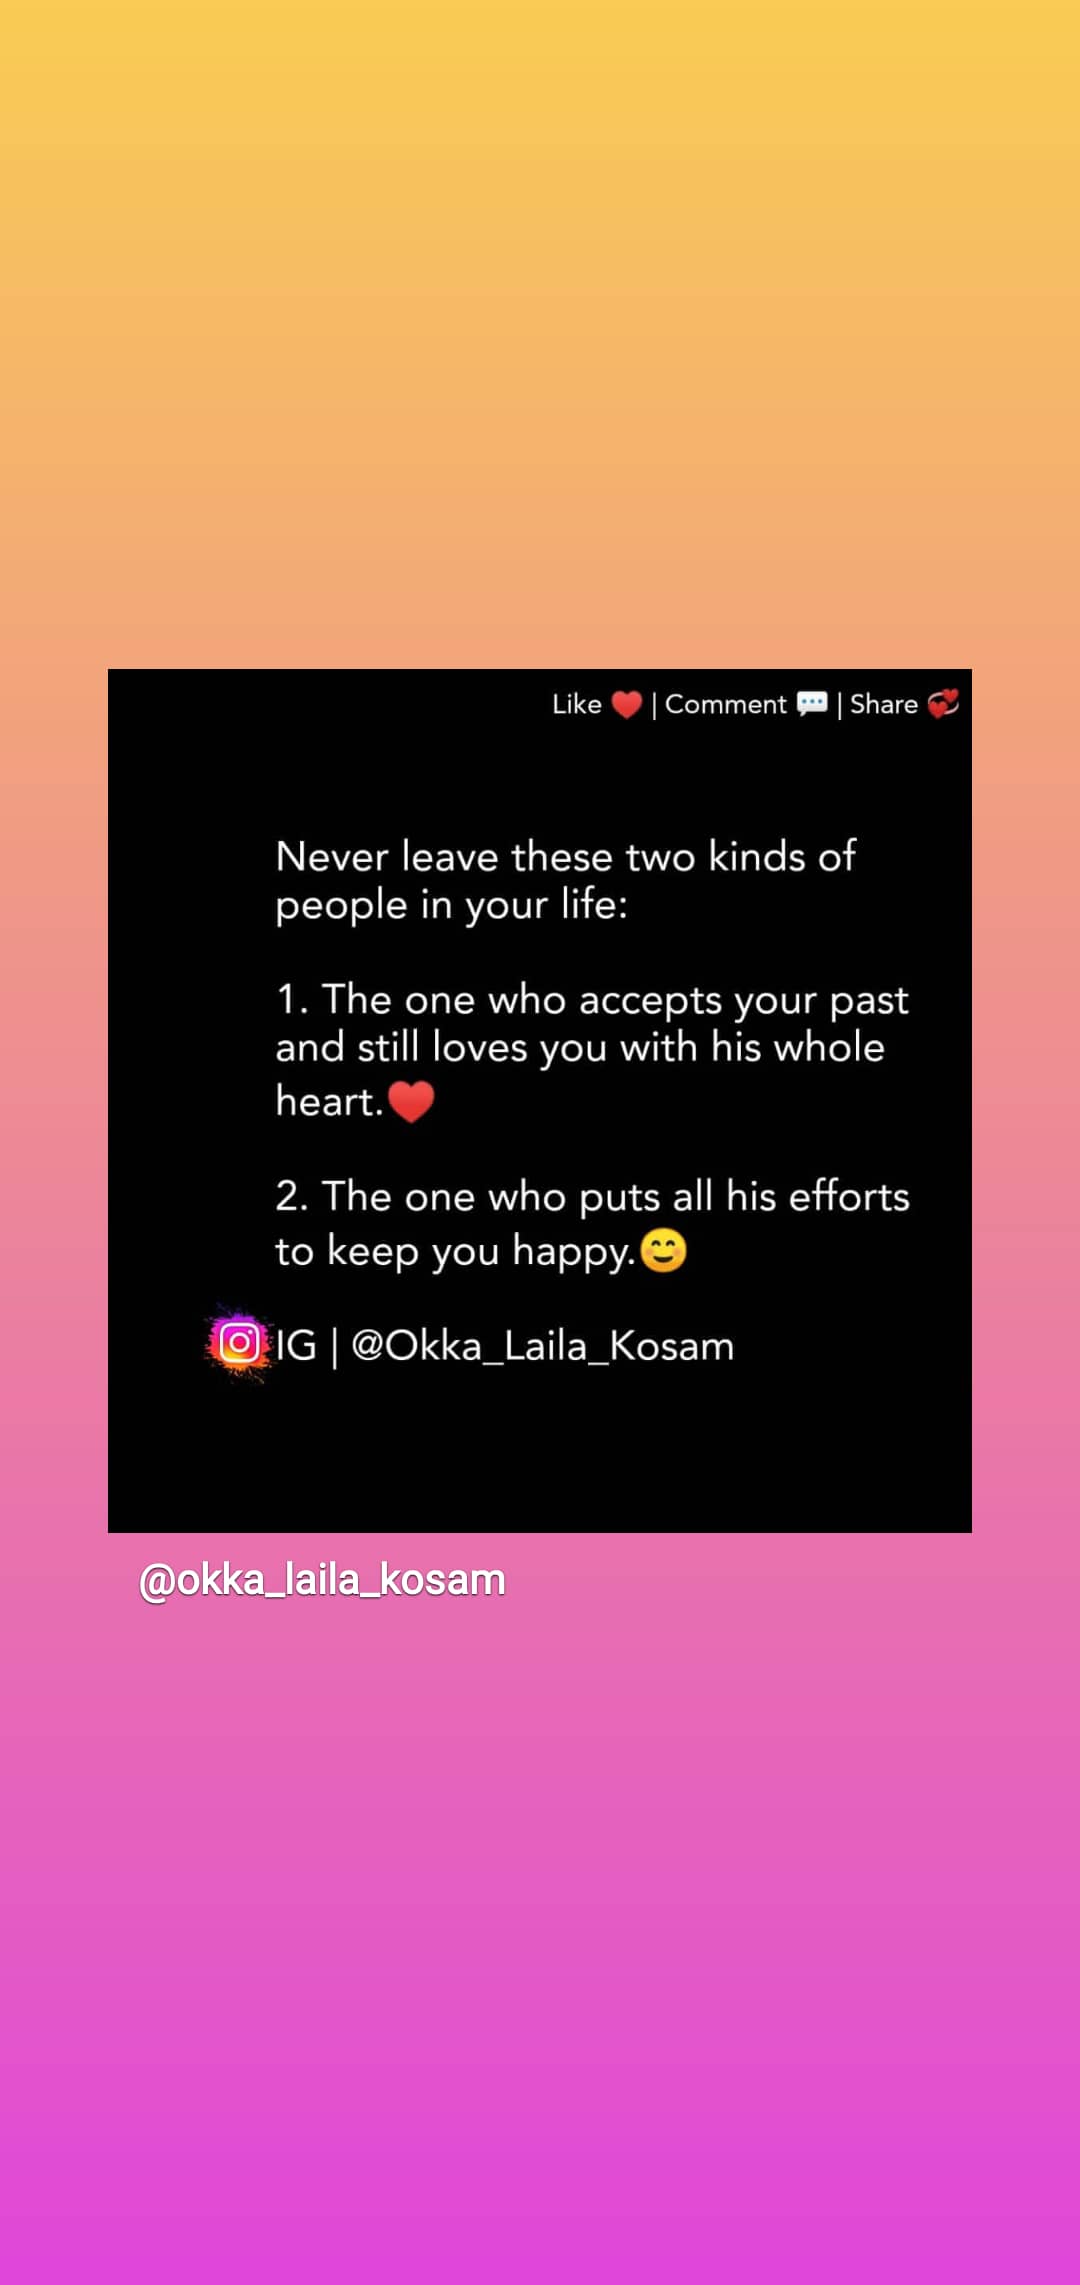 Like ❤️ | Comment 💬 | Share 💞
Never leave these two kinds of
people in your life:
1. The one who accepts your past
and still loves you with his whole
heart.❤️
2. The one who puts all his efforts
to keep you happy.😊
IG | @Okka_Laila_Kosam
@okka_laila_kosam